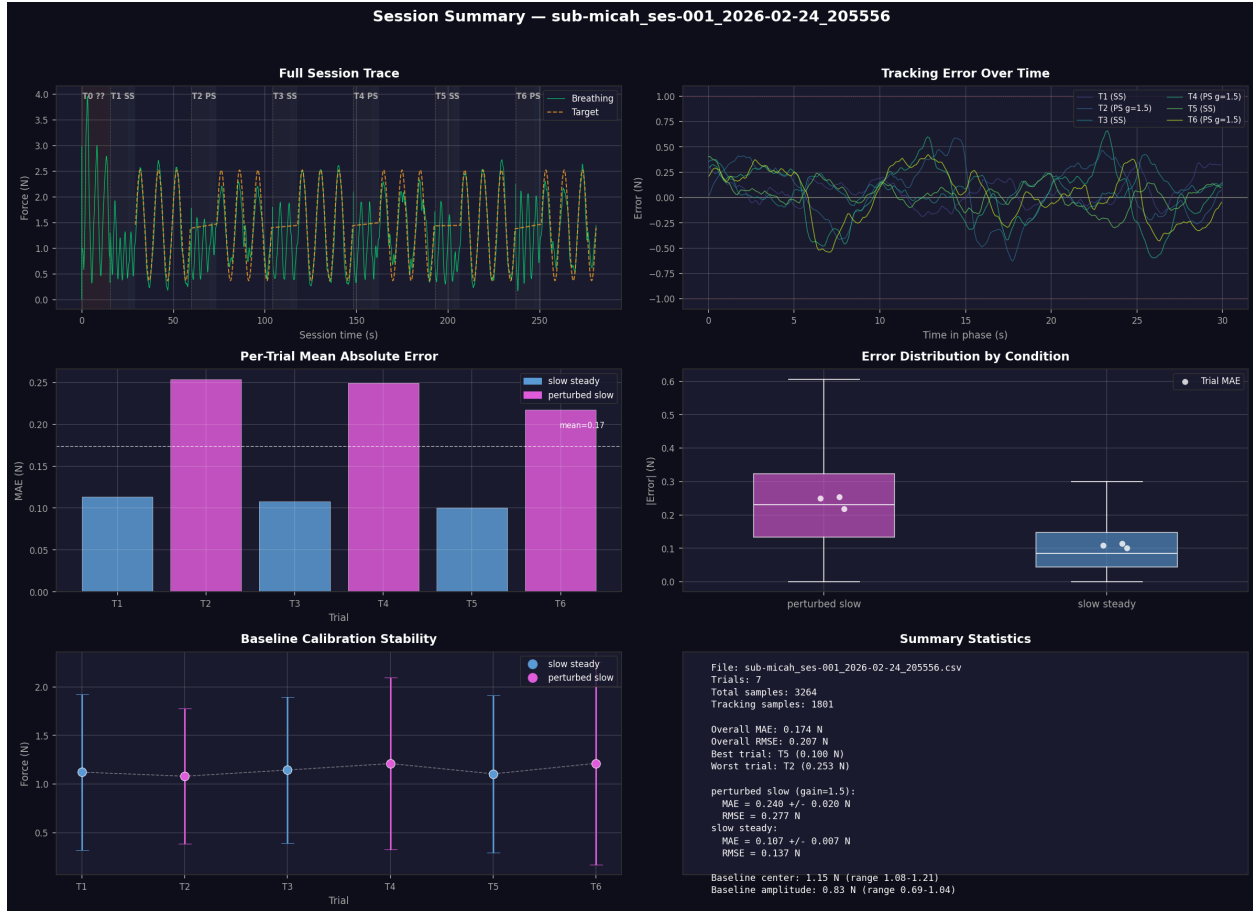 Session Summary — sub-micah_ses-001_2026-02-24_205556
Full Session Trace
T0 ?? T1 SS T2 PS T3 SS T4 PS T5 SS T6 PS
Breathing
Target
4.0
3.5
3.0
2.5
2.0
1.5
1.0
0.5
0.0
Force (N)
0 50 100 150 200 250
Session time (s)
Tracking Error Over Time
T1 (SS) T4 (PS g=1.5)
T2 (PS g=1.5) T5 (SS)
T3 (SS) T6 (PS g=1.5)
1.00
0.75
0.50
0.25
0.00
−0.25
−0.50
−0.75
−1.00
Error (N)
0 5 10 15 20 25 30
Time in phase (s)
Per-Trial Mean Absolute Error
slow steady
perturbed slow
mean=0.17
0.25
0.20
0.15
0.10
0.05
0.00
MAE (N)
T1 T2 T3 T4 T5 T6
Trial
Error Distribution by Condition
Trial MAE
0.6
0.5
0.4
0.3
0.2
0.1
0.0
|Error| (N)
perturbed slow slow steady
Baseline Calibration Stability
slow steady
perturbed slow
2.0
1.5
1.0
0.5
Force (N)
T1 T2 T3 T4 T5 T6
Trial
Summary Statistics
File: sub-micah_ses-001_2026-02-24_205556.csv
Trials: 7
Total samples: 3264
Tracking samples: 1801
Overall MAE: 0.174 N
Overall RMSE: 0.207 N
Best trial: T5 (0.100 N)
Worst trial: T2 (0.253 N)
perturbed slow (gain=1.5):
MAE = 0.240 +/- 0.020 N
RMSE = 0.277 N
slow steady:
MAE = 0.107 +/- 0.007 N
RMSE = 0.137 N
Baseline center: 1.15 N (range 1.08-1.21)
Baseline amplitude: 0.83 N (range 0.69-1.04)